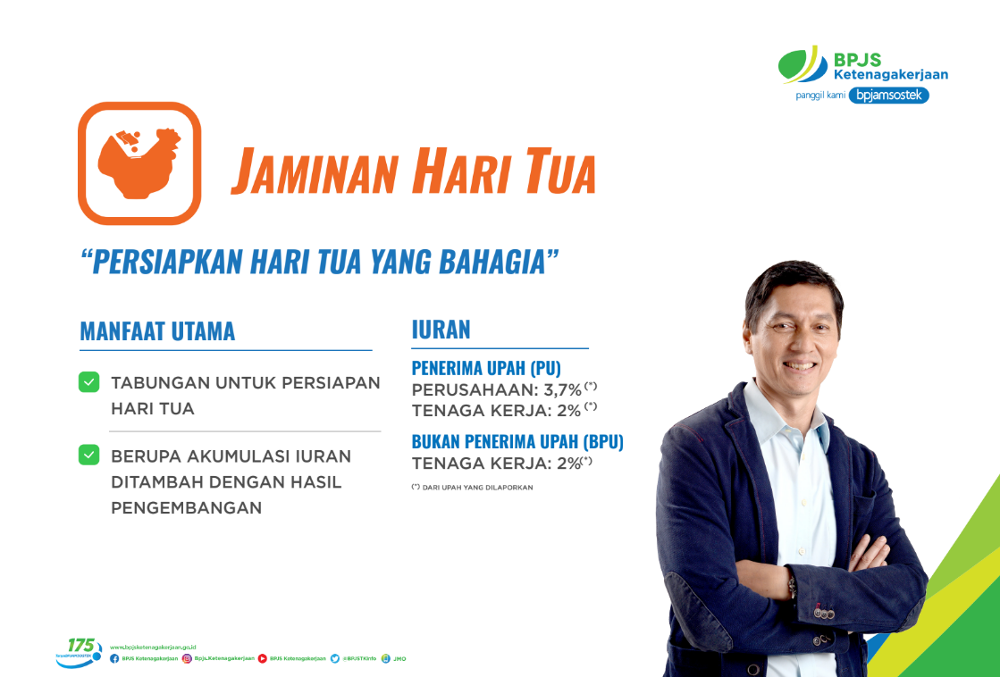 BPJS
Ketenagakerjaan
panggil kami bpjamsostek
JAMINAN HARI TUA
“PERSIAPKAN HARI TUA YANG BAHAGIA”
MANFAAT UTAMA
TABUNGAN UNTUK PERSIAPAN
HARI TUA
BERUPA AKUMULASI IURAN
DITAMBAH DENGAN HASIL
PENGEMBANGAN
IURAN
PENERIMA UPAH (PU)
PERUSAHAAN: 3,7% (*)
TENAGA KERJA: 2% (*)
BUKAN PENERIMA UPAH (BPU)
TENAGA KERJA: 2%(*)
(*) DARI UPAH YANG DILAPORKAN
175
www.bpjsketenagakerjaan.go.id
BPJS Ketenagakerjaan Bpjs.Ketenagakerjaan BPJS Ketenagakerjaan @BPJSTKinfo JMO